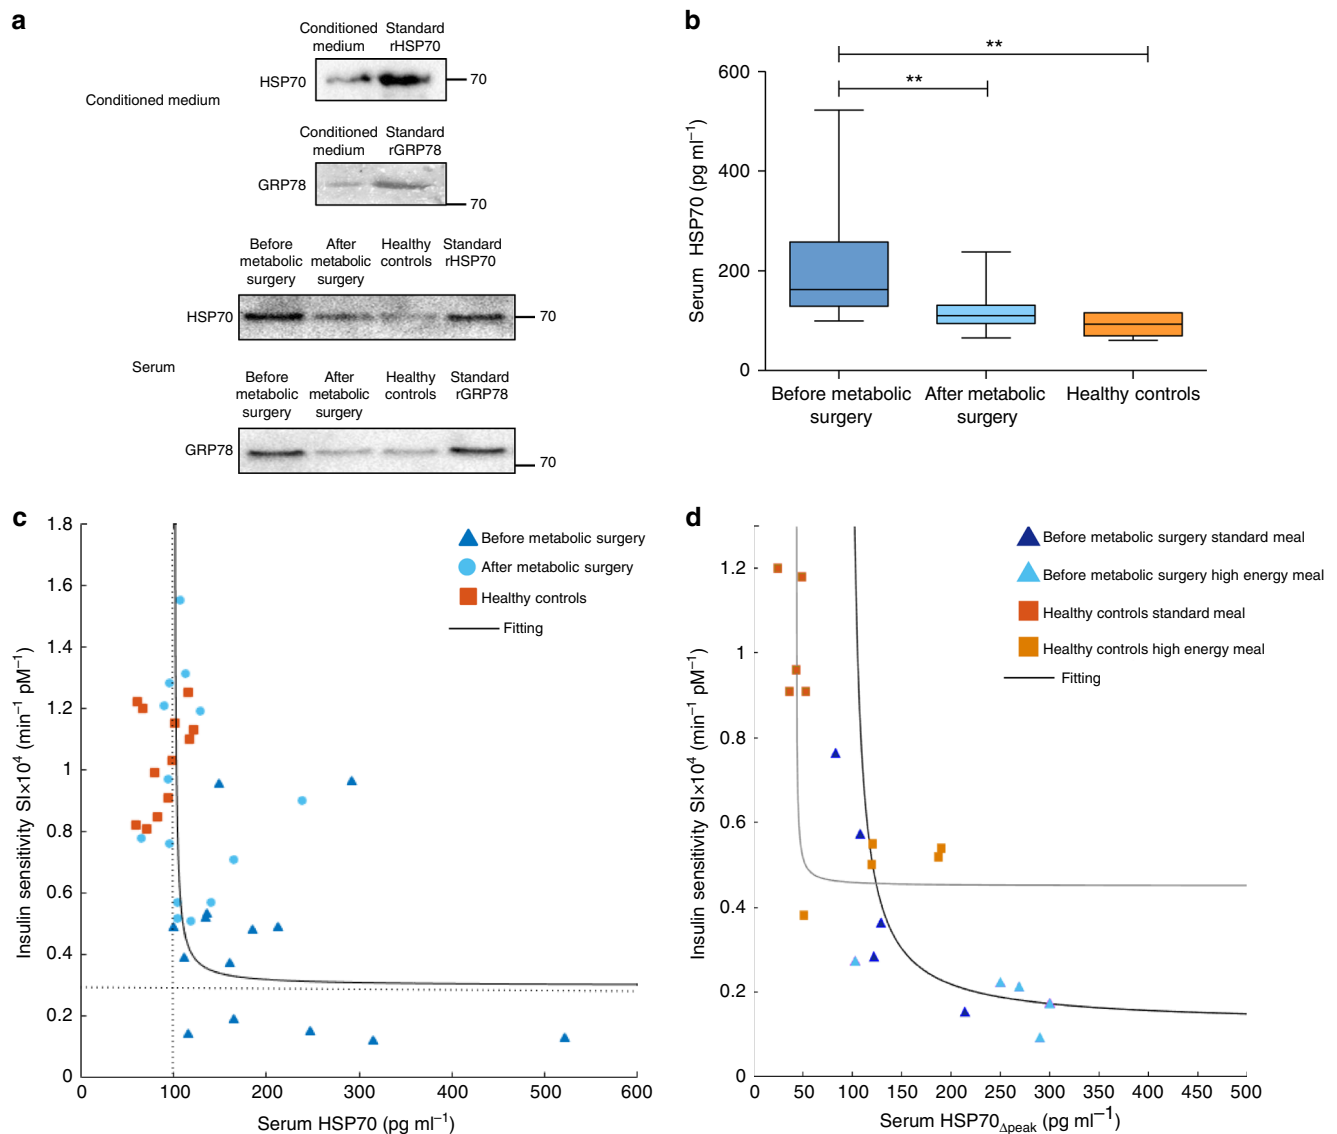 a
Conditioned medium
Standard rHSP70
HSP70
70
Conditioned medium
Conditioned medium
Standard rGRP78
GRP78
70
Before metabolic surgery
After metabolic surgery
Healthy controls
Standard rHSP70
HSP70
70
Serum
Before metabolic surgery
After metabolic surgery
Healthy controls
Standard rGRP78
GRP78
70
b
**
**
600
400
200
0
Serum HSP70 (pg ml⁻¹)
Before metabolic surgery
After metabolic surgery
Healthy controls
c
1.8
1.6
1.4
1.2
1
0.8
0.6
0.4
0.2
0
Insulin sensitivity SI×10⁴ (min⁻¹ pM⁻¹)
Before metabolic surgery
After metabolic surgery
Healthy controls
Fitting
0 100 200 300 400 500 600
Serum HSP70 (pg ml⁻¹)
d
1.2
1
0.8
0.6
0.4
0.2
0
Insulin sensitivity SI×10⁴ (min⁻¹ pM⁻¹)
Before metabolic surgery standard meal
Before metabolic surgery high energy meal
Healthy controls standard meal
Healthy controls high energy meal
Fitting
0 50 100 150 200 250 300 350 400 450 500
Serum HSP70Δpeak (pg ml⁻¹)